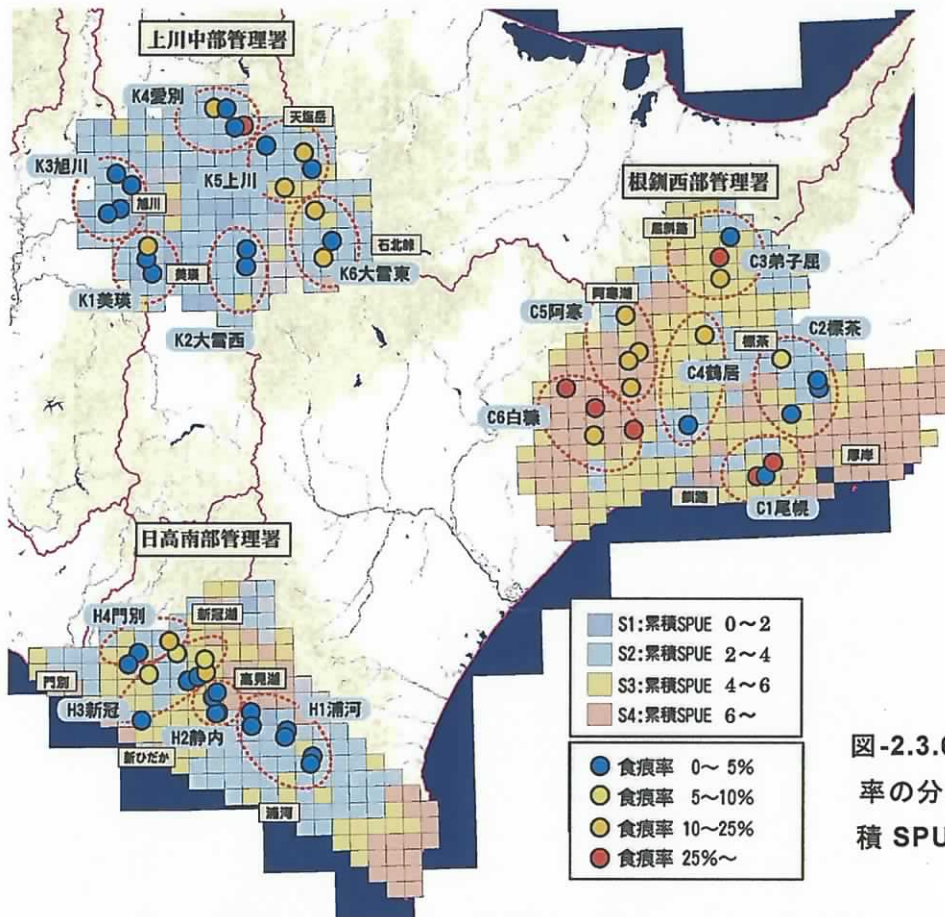 上川中部管理署
K4愛別
天塩岳
K3旭川
K5上川
旭川
石北峠
美瑛
K6大雪東
K1美瑛
K2大雪西
根釧西部管理署
屈斜路
C3弟子屈
阿寒湖
C5阿寒
C2標茶
標茶
C4鶴居
C6白糠
厚岸
釧路
C1尾幌
日高南部管理署
H4門別
新冠湖
門別
高見湖
H1浦河
H3新冠
H2静内
新ひだか
浦河
S1:累積SPUE 0～2
S2:累積SPUE 2～4
S3:累積SPUE 4～6
S4:累積SPUE 6～
食痕率 0～ 5%
食痕率 5～10%
食痕率 10～25%
食痕率 25%～
図-2.3.
率の分
積 SPU